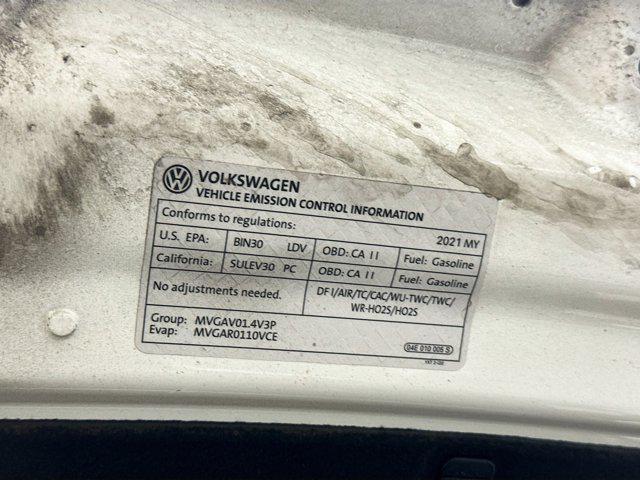 VOLKSWAGEN
VEHICLE EMISSION CONTROL INFORMATION
Conforms to regulations: 2021 MY
U.S. EPA: BIN30 LDV OBD: CA II Fuel: Gasoline
California: SULEV30 PC OBD: CA II Fuel: Gasoline
No adjustments needed. DFI/AIR/TC/CAC/WU-TWC/TWC/
WR-HO2S/HO2S
Group: MVGAV01.4V3P
Evap: MVGAR0110VCE
04E 010 005 S